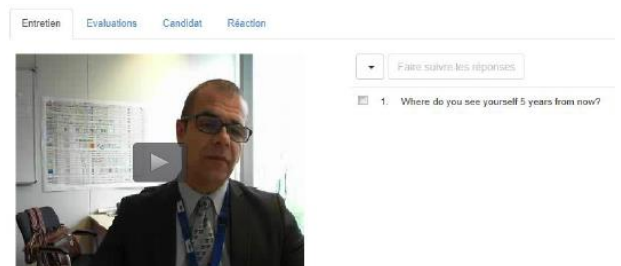 Entretien Evaluations Candidat Réaction
Faire suivre les réponses
1. Where do you see yourself 5 years from now?